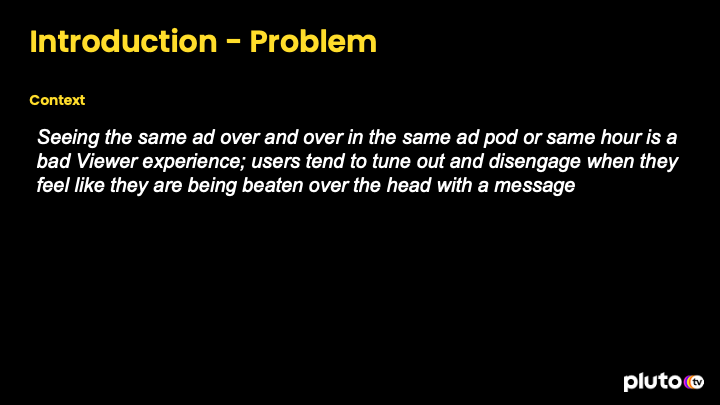 Introduction - Problem
Context
Seeing the same ad over and over in the same ad pod or same hour is a
bad Viewer experience; users tend to tune out and disengage when they
feel like they are being beaten over the head with a message
pluto tv